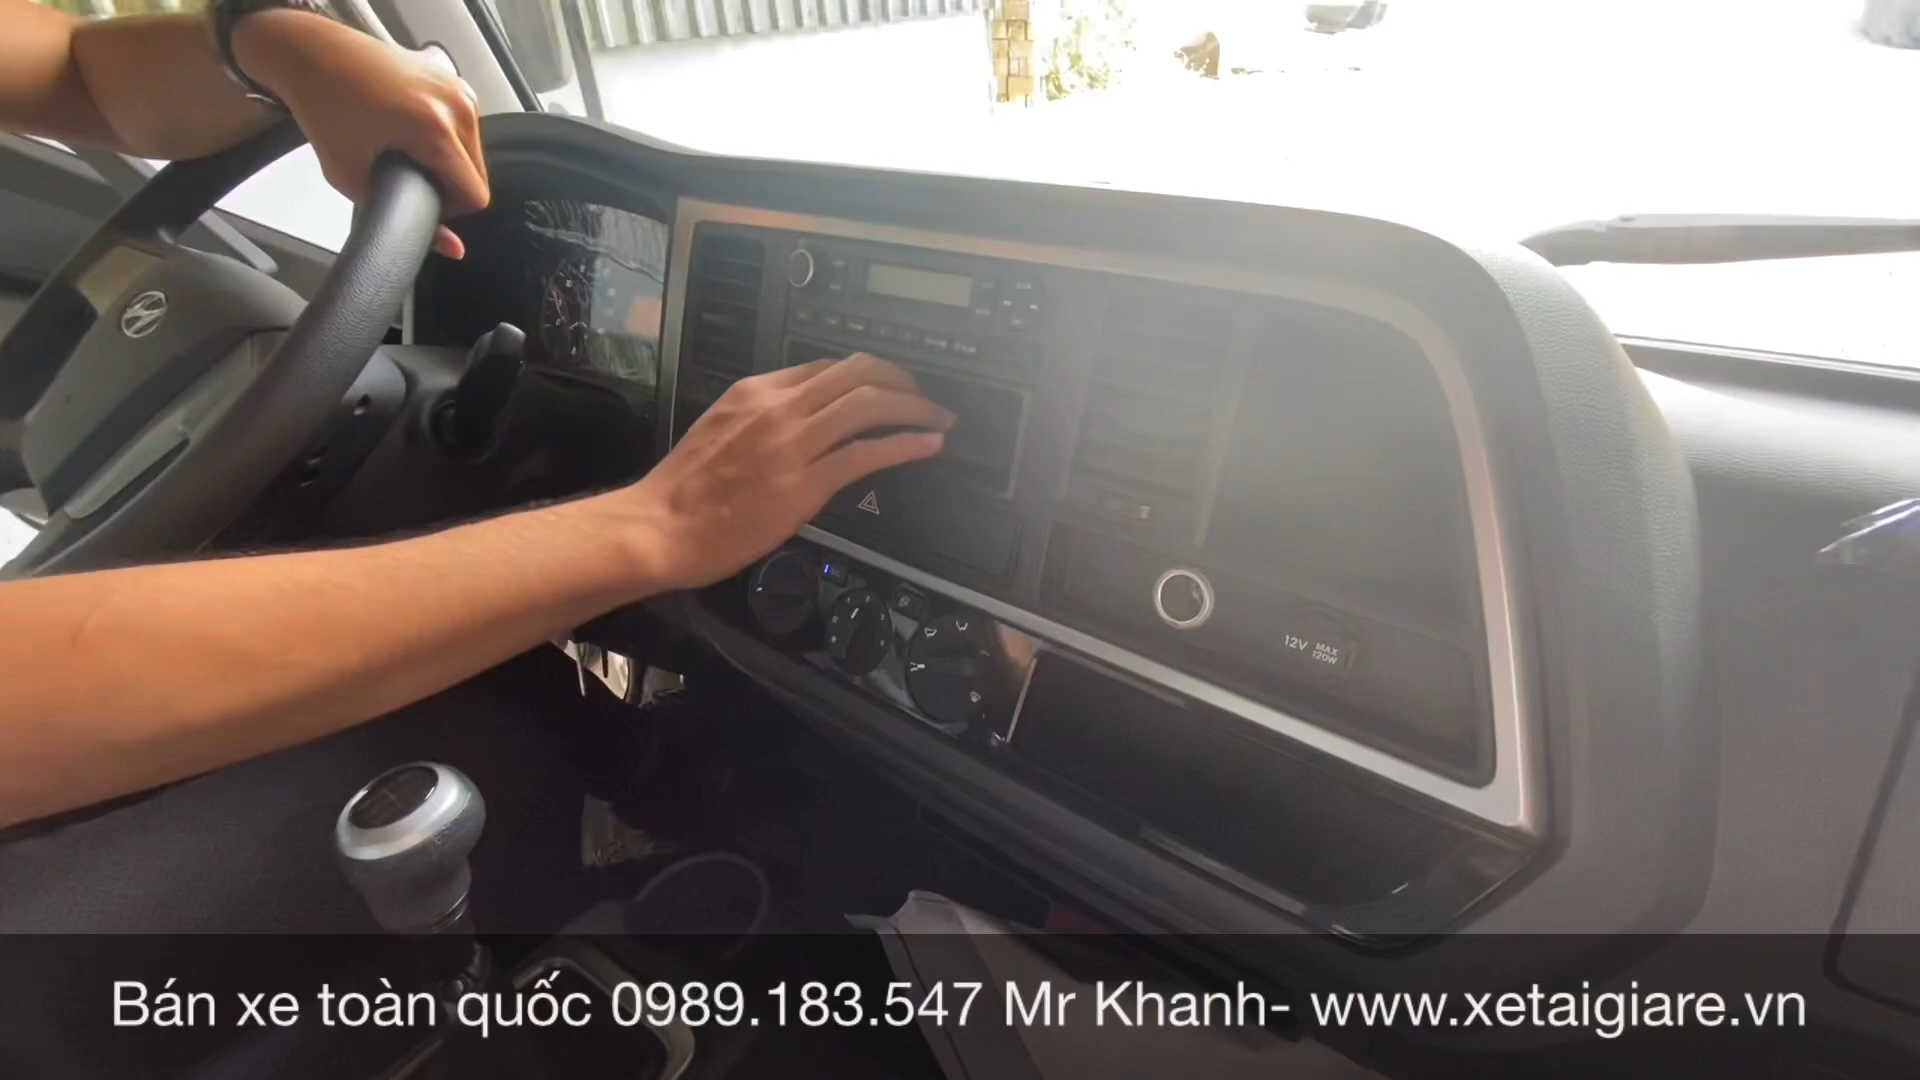 12V MAX
120W
Bán xe toàn quốc 0989.183.547 Mr Khanh- www.xetaigiare.vn